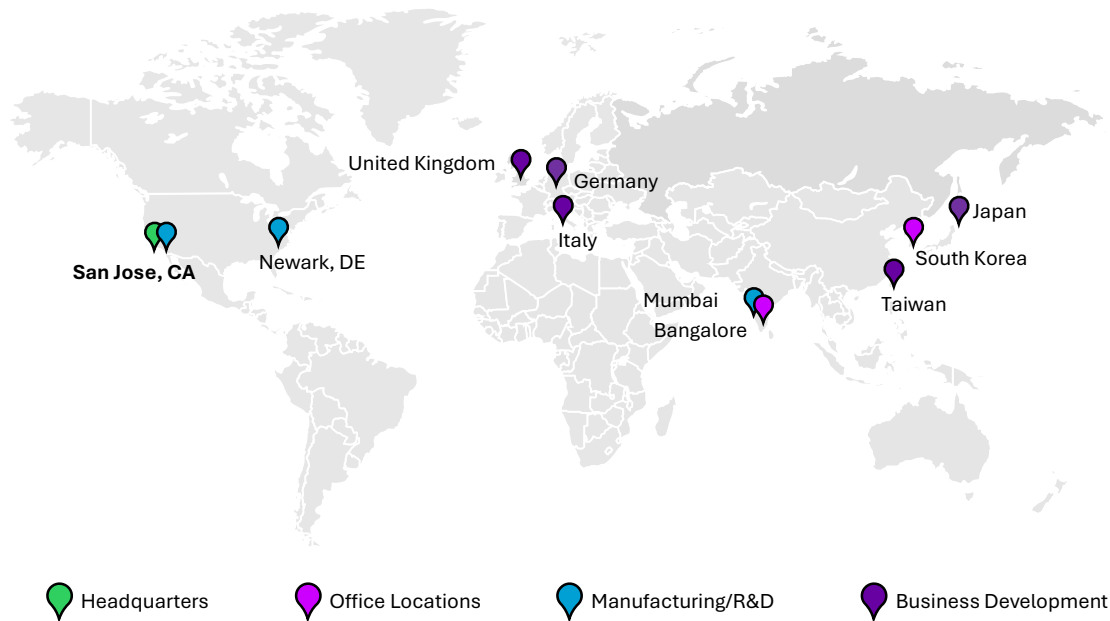 United Kingdom
Germany
Japan
Italy
South Korea
Newark, DE
San Jose, CA
Mumbai
Taiwan
Bangalore
Headquarters
Office Locations
Manufacturing/R&D
Business Development